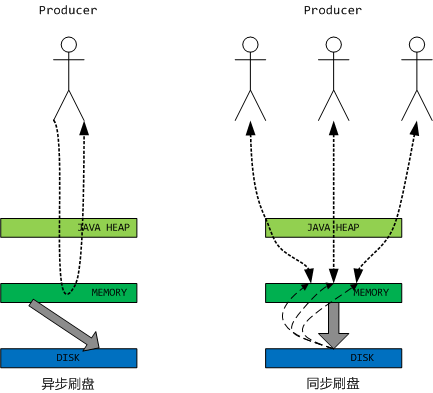 Producer
Producer
JAVA HEAP
JAVA HEAP
MEMORY
MEMORY
DISK
DISK
异步刷盘
同步刷盘